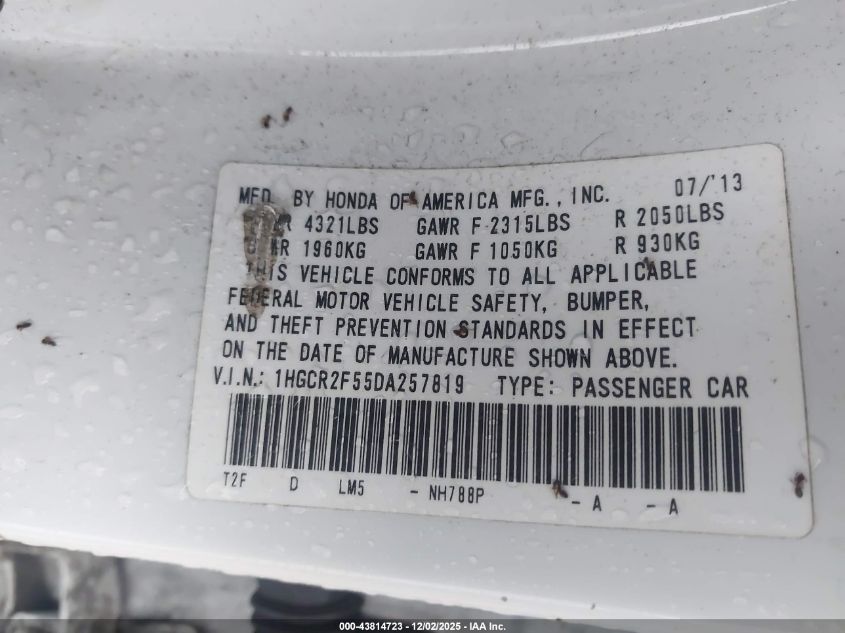 MFD. BY HONDA OF AMERICA MFG., INC. 07/'13
4321LBS GAWR F 2315LBS R 2050LBS
1960KG GAWR F 1050KG R 930KG
THIS VEHICLE CONFORMS TO ALL APPLICABLE
FEDERAL MOTOR VEHICLE SAFETY, BUMPER,
AND THEFT PREVENTION STANDARDS IN EFFECT
ON THE DATE OF MANUFACTURE SHOWN ABOVE.
V.I.N.: 1HGCR2F55DA257819 TYPE: PASSENGER CAR
T2F D LM5 - NH788P - A - A
000-43814723 - 12/02/2025 - IAA Inc.